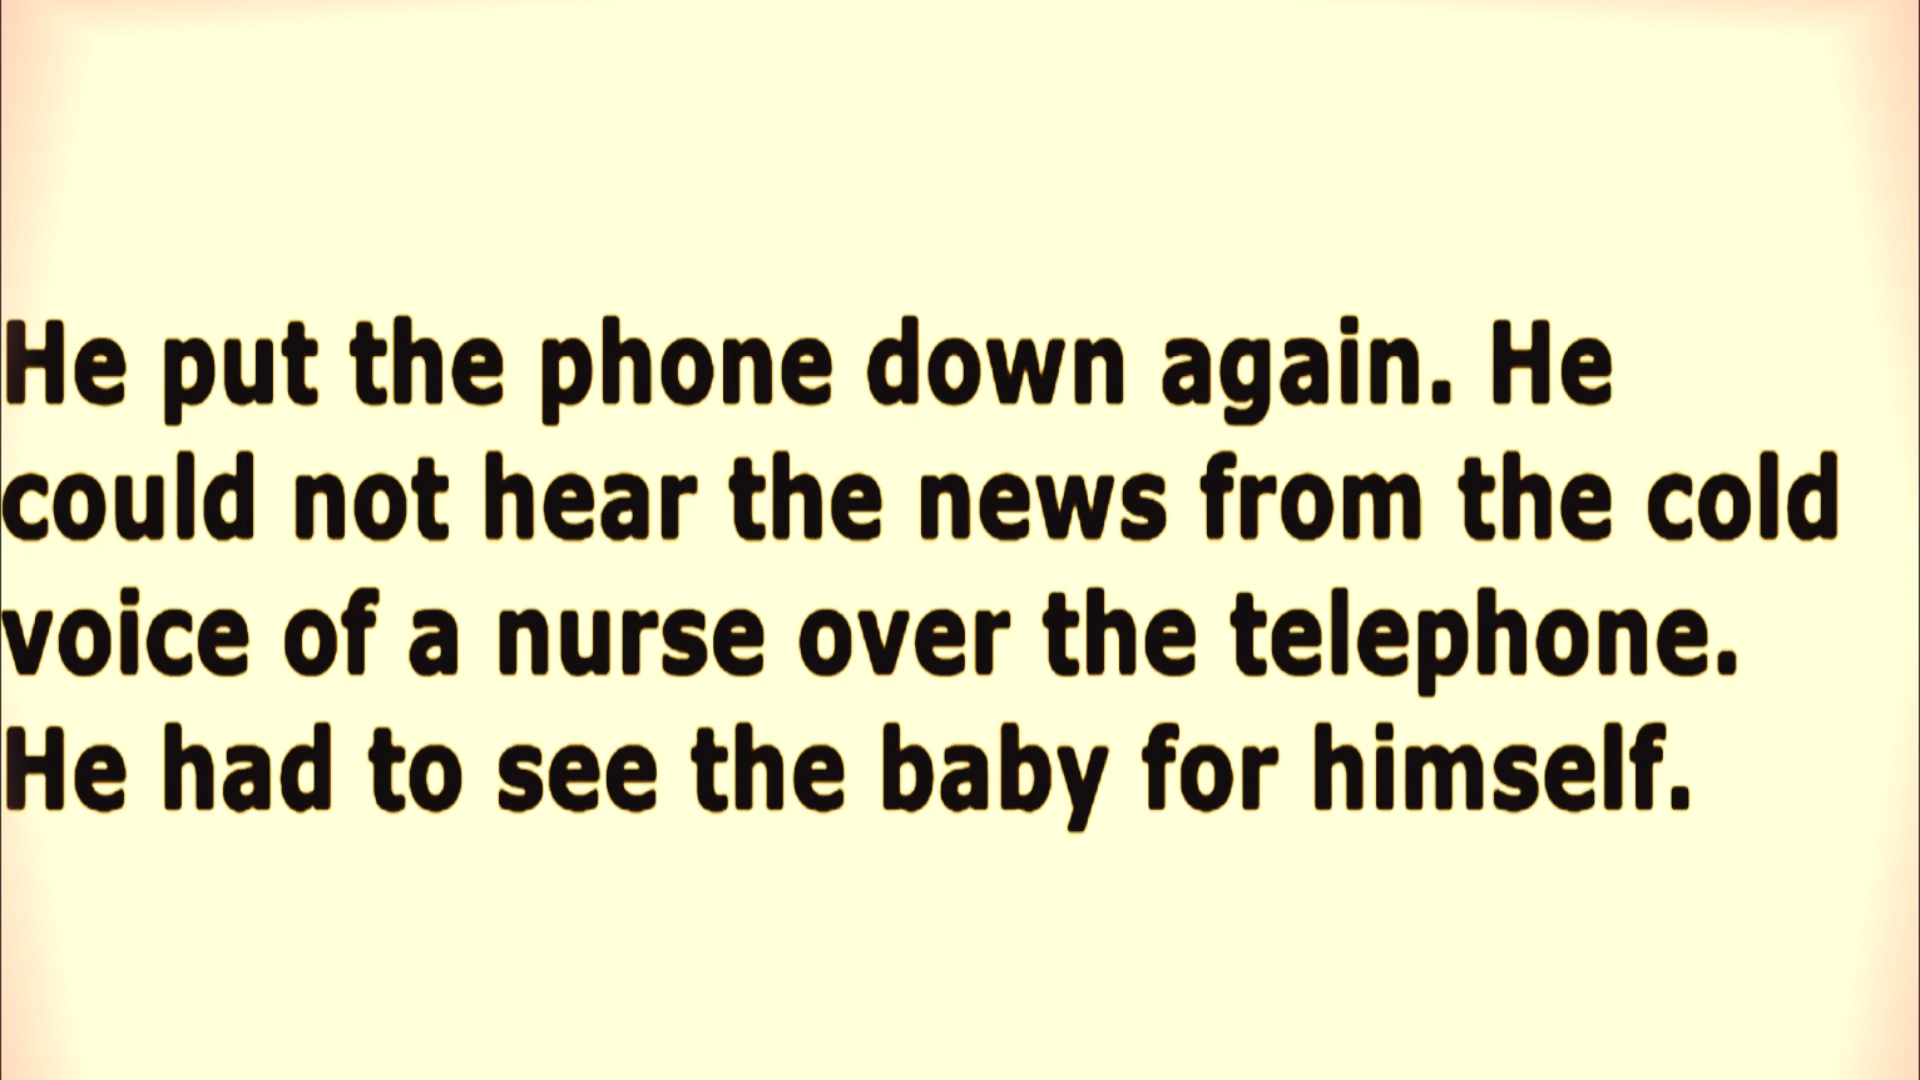 He put the phone down again. He
could not hear the news from the cold
voice of a nurse over the telephone.
He had to see the baby for himself.